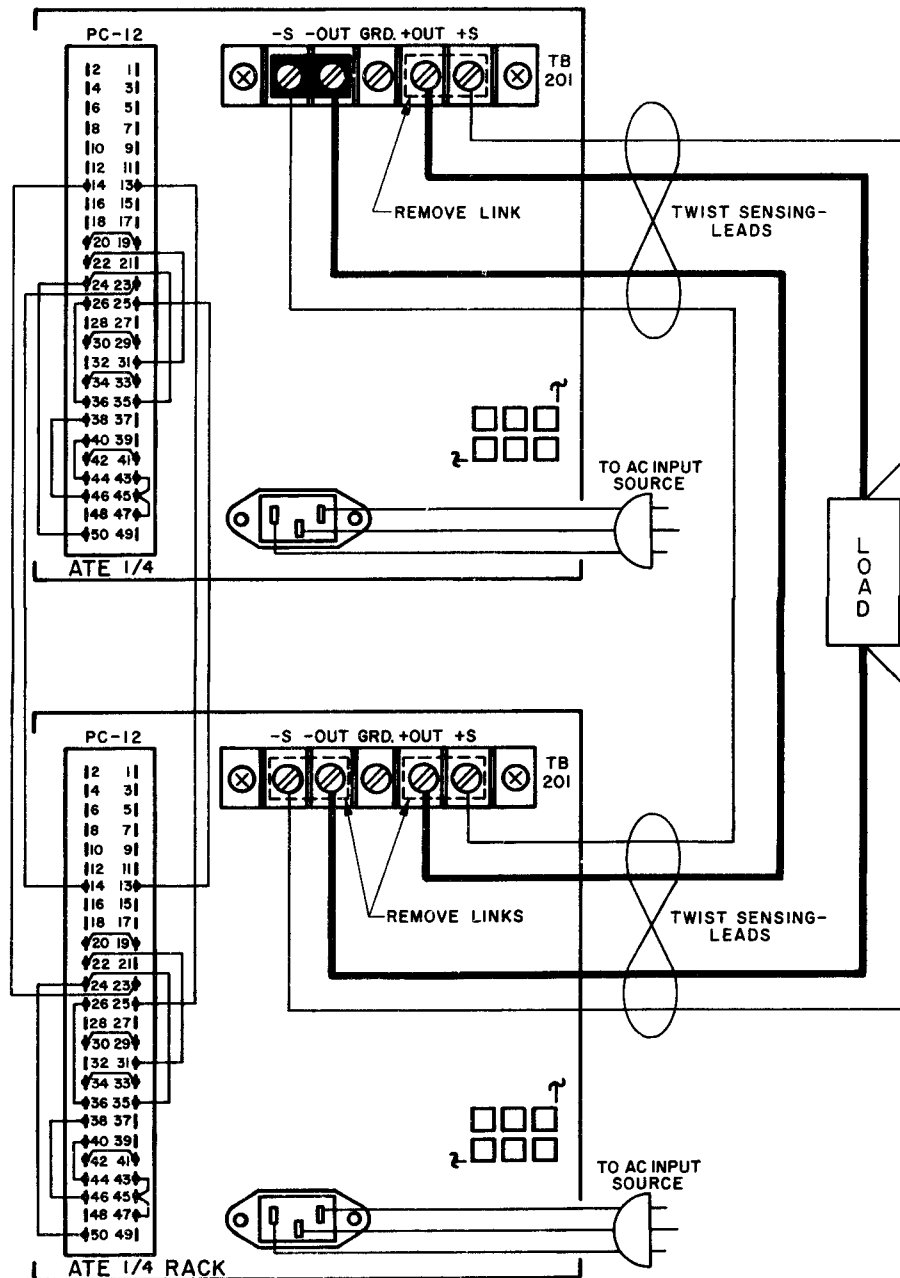 PC-12
-S -OUT GRD. +OUT +S
TB
201
2 1
4 3
6 5
8 7
10 9
12 11
14 13
16 15
18 17
20 19
22 21
24 23
26 25
28 27
30 29
32 31
34 33
36 35
38 37
40 39
42 41
44 43
46 45
48 47
50 49
REMOVE LINK
TWIST SENSING-
LEADS
TO AC INPUT
SOURCE
ATE 1/4
LOAD
PC-12
-S -OUT GRD. +OUT +S
TB
201
2 1
4 3
6 5
8 7
10 9
12 11
14 13
16 15
18 17
20 19
22 21
24 23
26 25
28 27
30 29
32 31
34 33
36 35
38 37
40 39
42 41
44 43
46 45
48 47
50 49
REMOVE LINKS
TWIST SENSING-
LEADS
TO AC INPUT
SOURCE
ATE 1/4 RACK